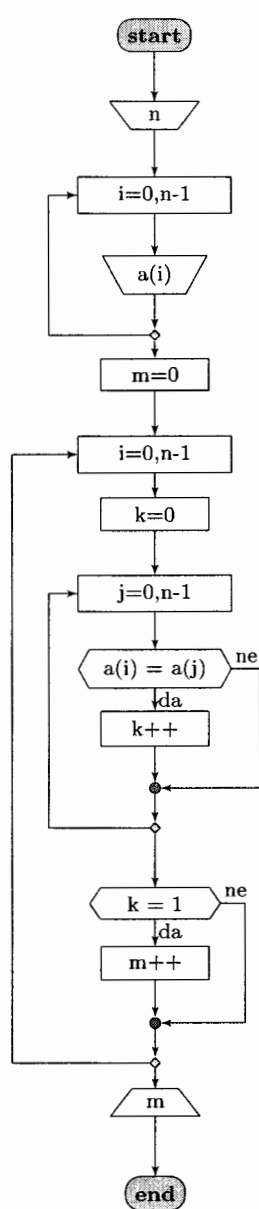 start
n
i=0,n-1
a(i)
m=0
i=0,n-1
k=0
j=0,n-1
a(i) = a(j)
ne
da
k++
k = 1
ne
da
m++
m
end